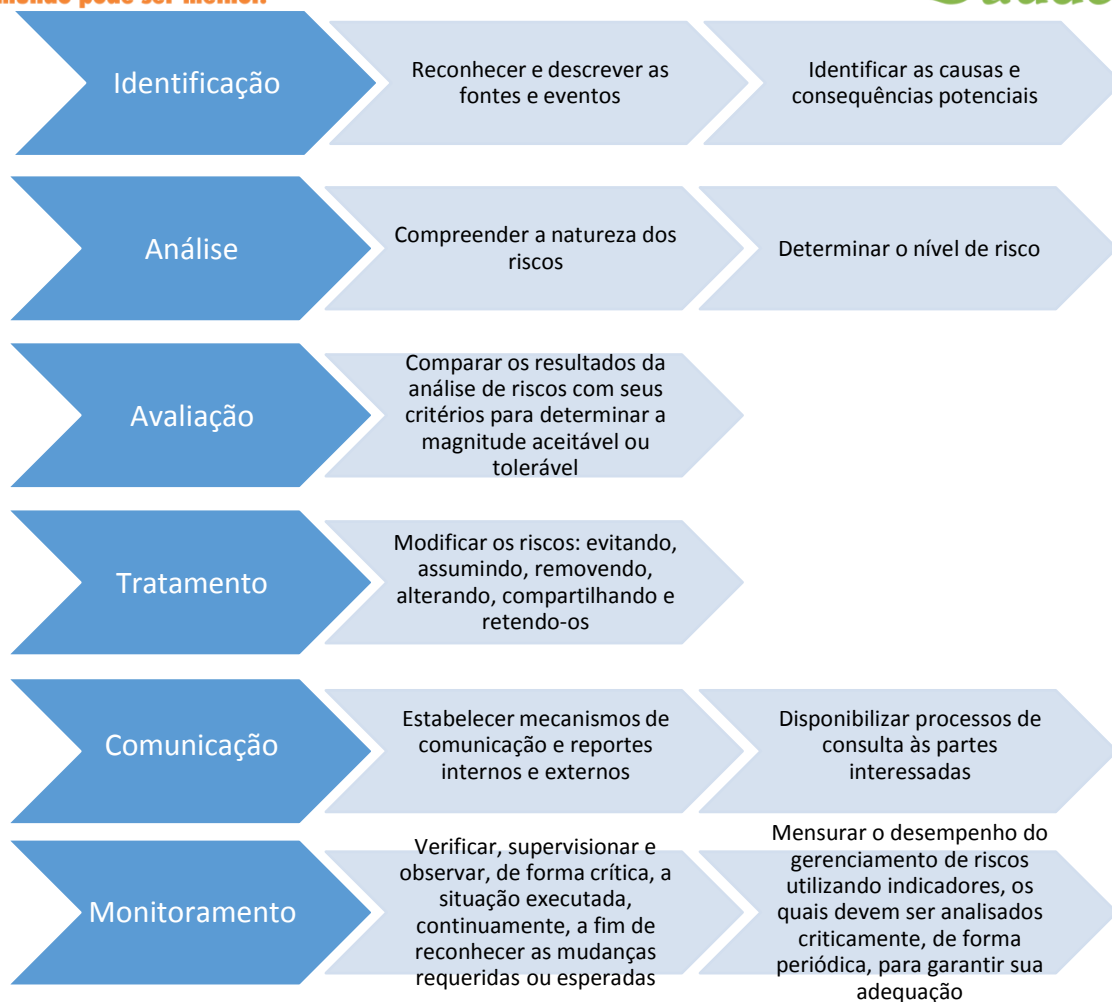 mundo pode ser melhor.
Identificação
Reconhecer e descrever as
fontes e eventos
Identificar as causas e
consequências potenciais
Análise
Compreender a natureza dos
riscos
Determinar o nível de risco
Avaliação
Comparar os resultados da
análise de riscos com seus
critérios para determinar a
magnitude aceitável ou
tolerável
Tratamento
Modificar os riscos: evitando,
assumindo, removendo,
alterando, compartilhando e
retendo-os
Comunicação
Estabelecer mecanismos de
comunicação e reportes
internos e externos
Disponibilizar processos de
consulta às partes
interessadas
Monitoramento
Verificar, supervisionar e
observar, de forma crítica, a
situação executada,
continuamente, a fim de
reconhecer as mudanças
requeridas ou esperadas
Mensurar o desempenho do
gerenciamento de riscos
utilizando indicadores, os
quais devem ser analisados
criticamente, de forma
periódica, para garantir sua
adequação